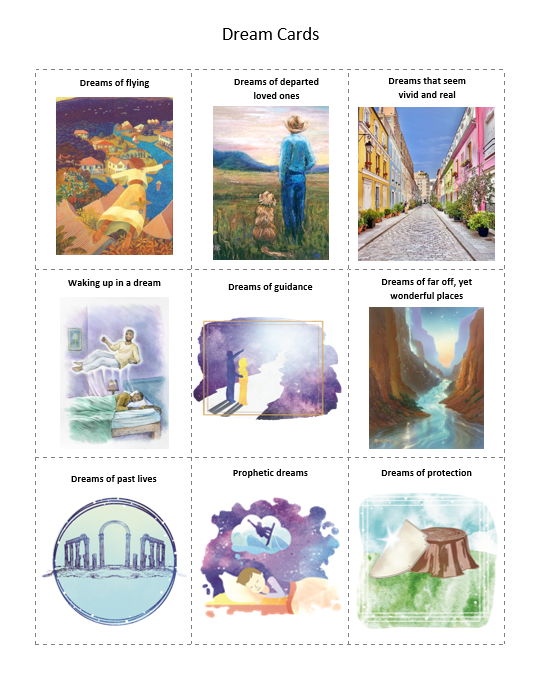 Dream Cards
Dreams of flying
Dreams of departed
loved ones
Dreams that seem
vivid and real
Waking up in a dream
Dreams of guidance
Dreams of far off, yet
wonderful places
Dreams of past lives
Prophetic dreams
Dreams of protection